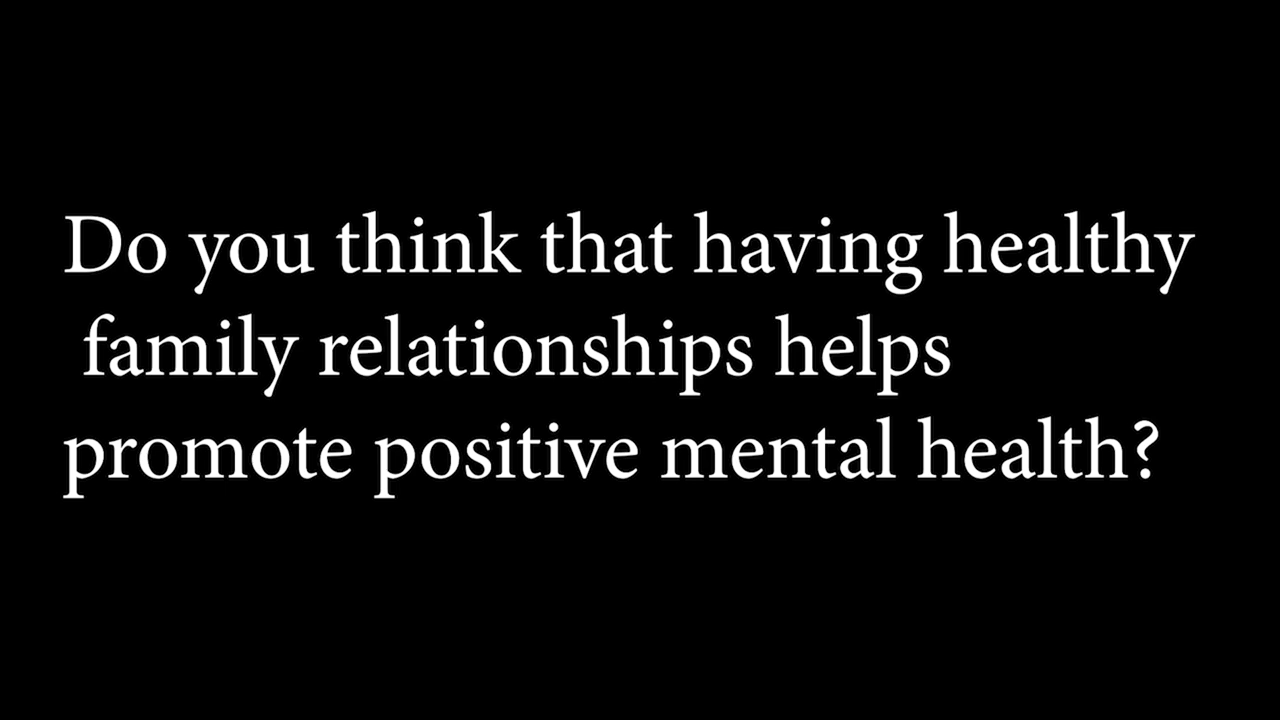 Do you think that having healthy
family relationships helps
promote positive mental health?